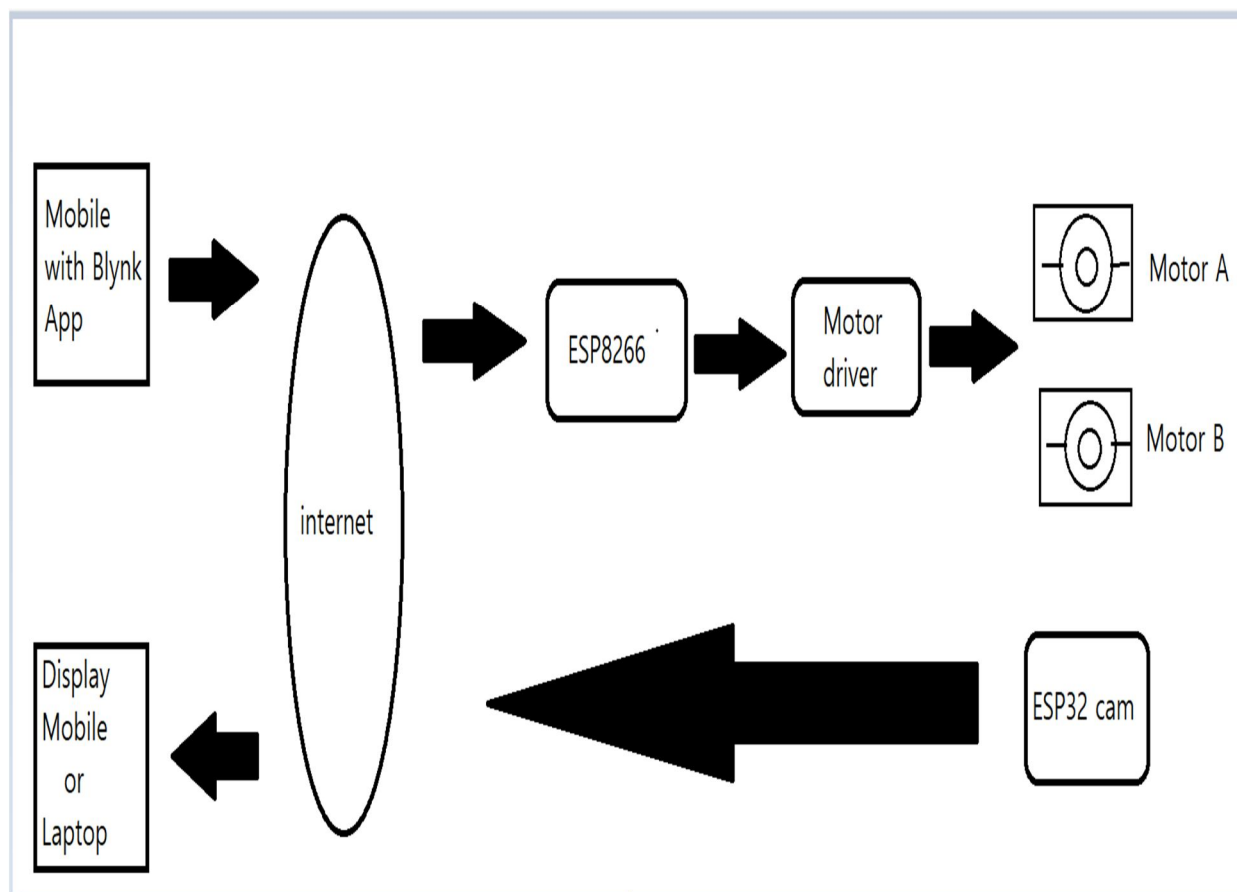 Mobile
with Blynk
App
internet
ESP8266
Motor
driver
Motor A
Motor B
Display
Mobile
or
Laptop
ESP32 cam